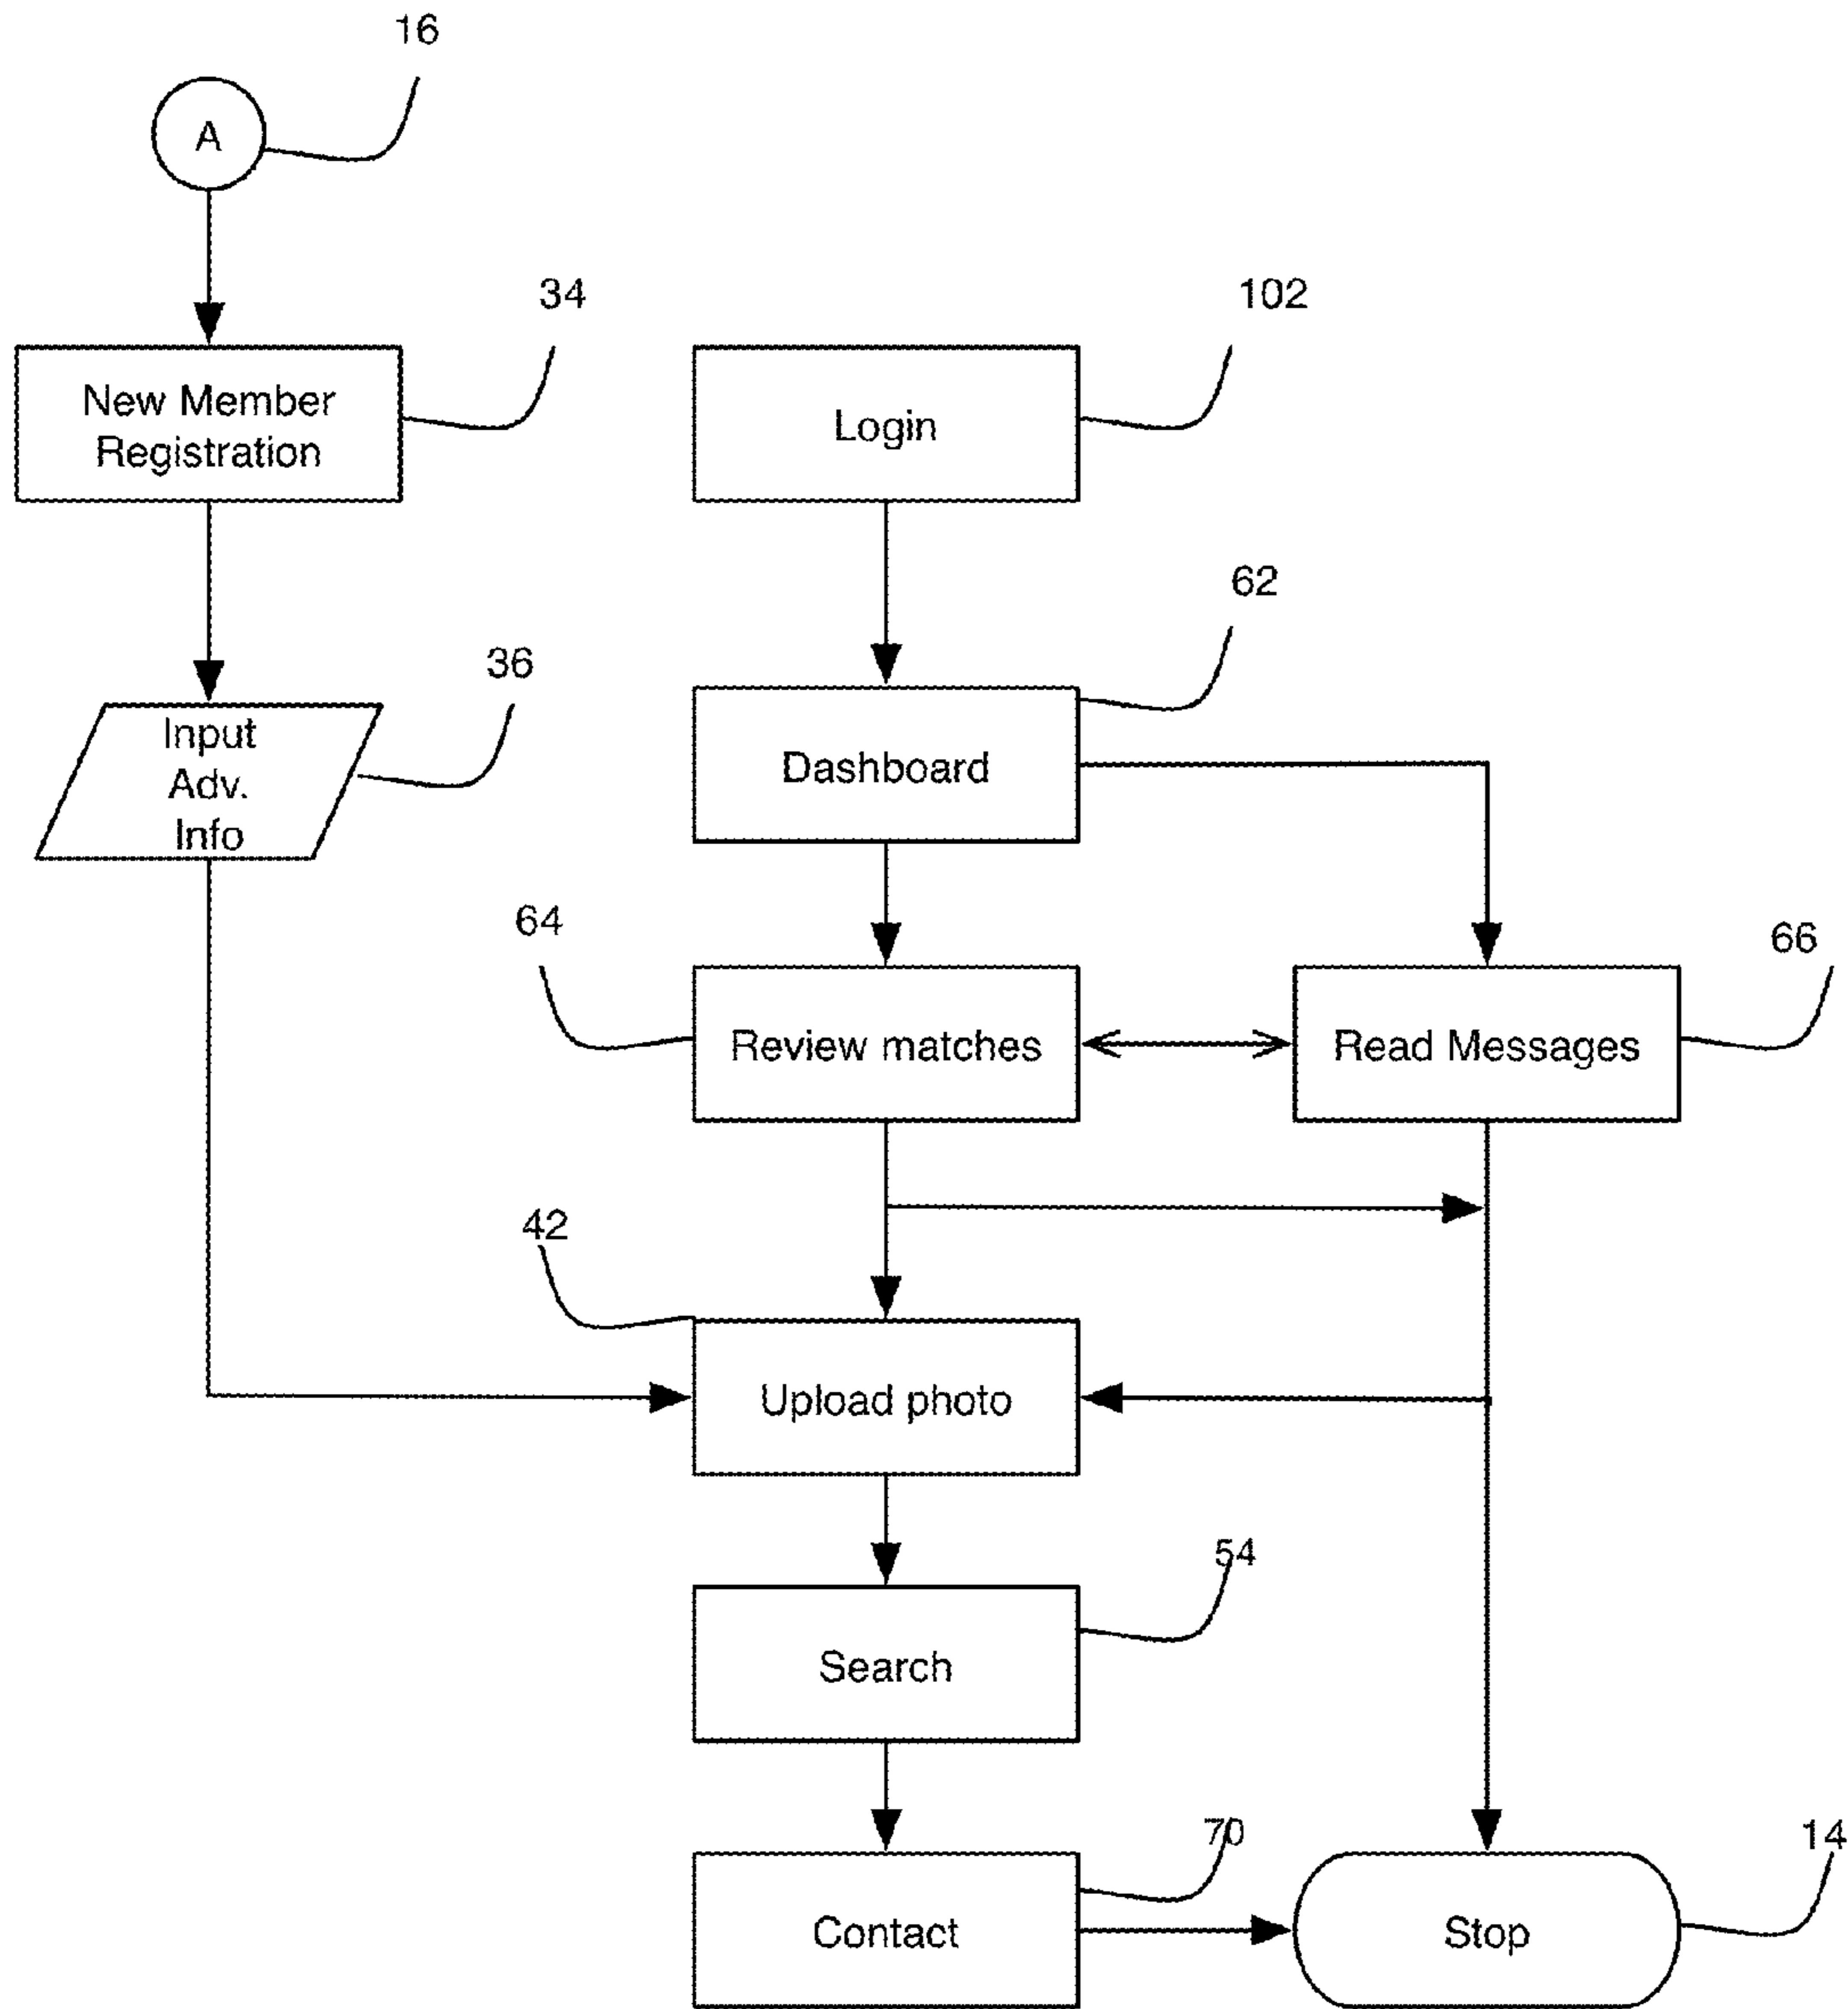 16
A
34
102
New Member
Registration
Login
62
36
Input
Adv.
Info
Dashboard
64
66
Review matches
Read Messages
42
Upload photo
54
Search
70
14
Contact
Stop